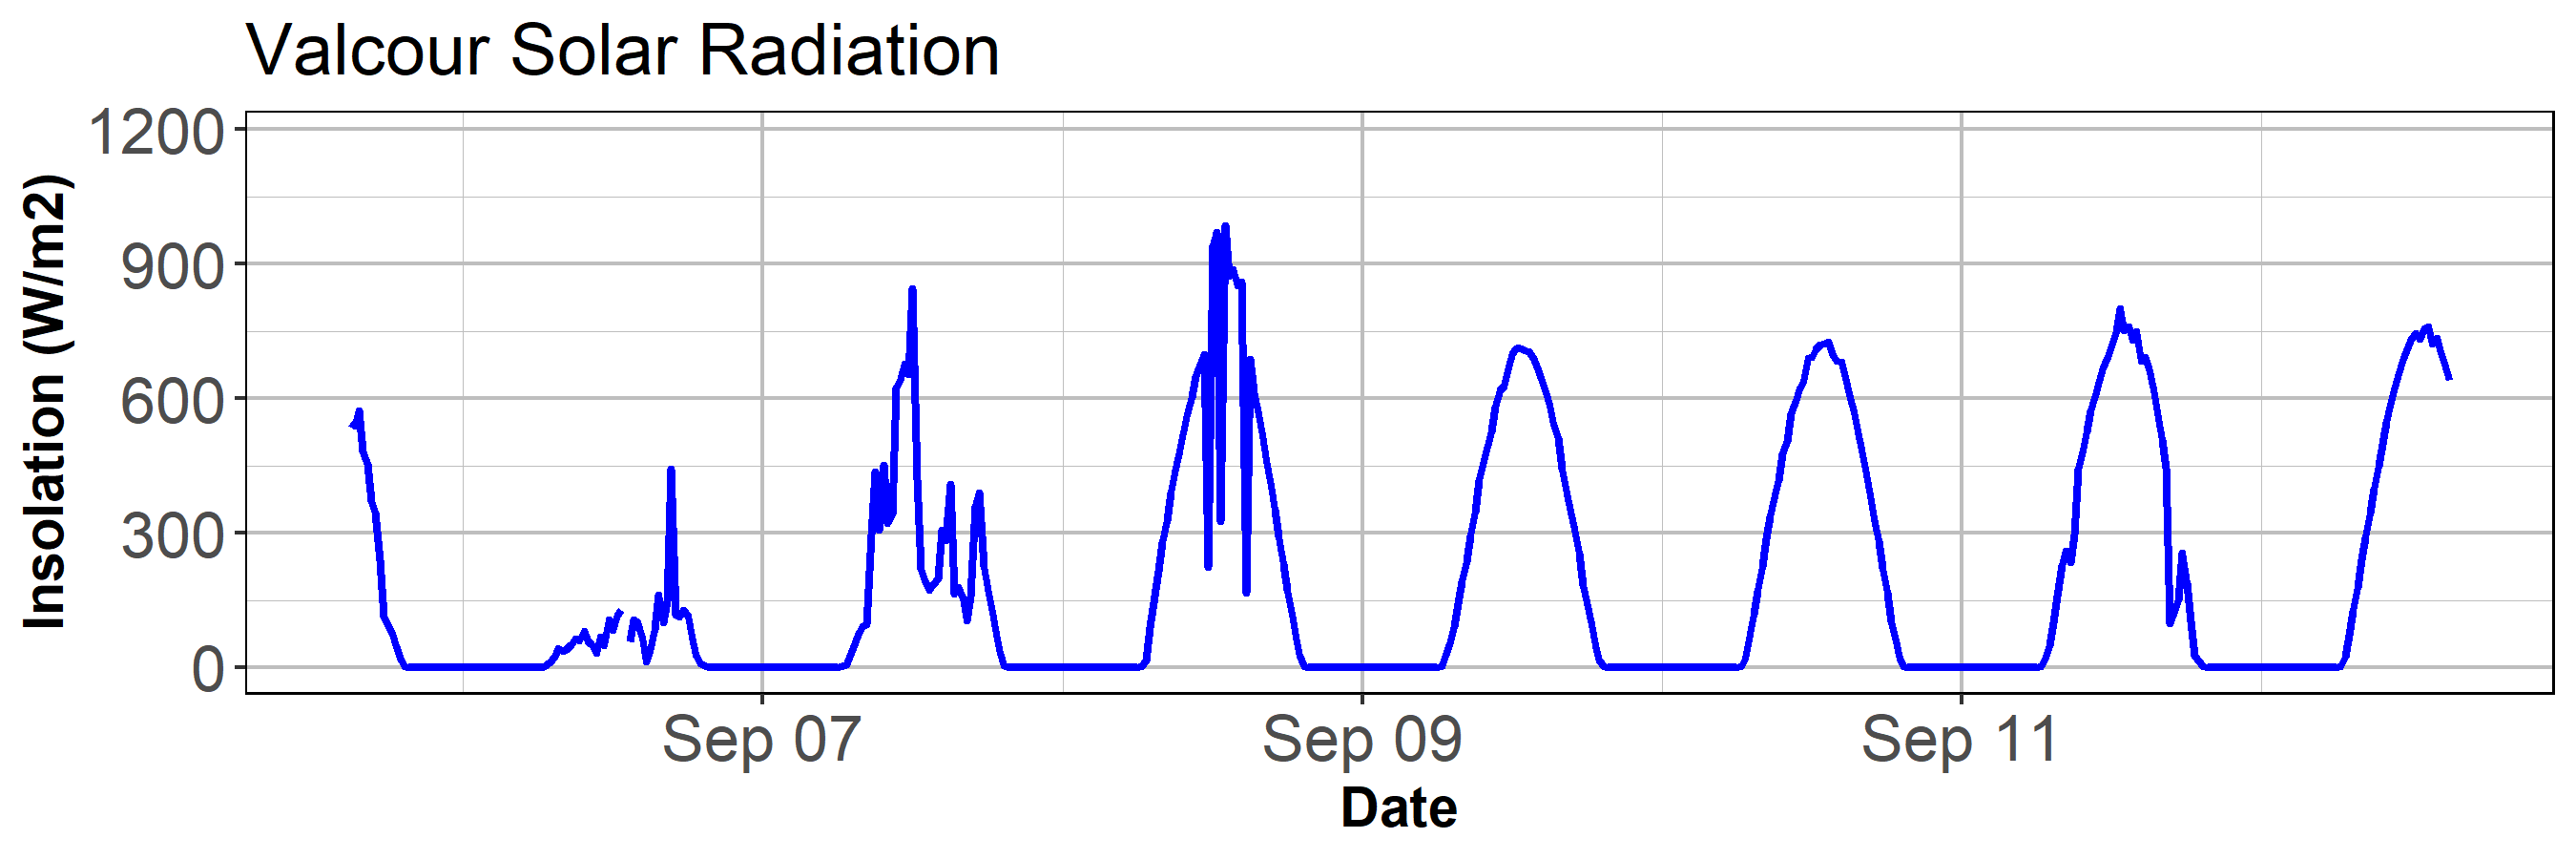 Valcour Solar Radiation
1200
900
600
300
0
Insolation (W/m2)
Sep 07
Sep 09
Sep 11
Date